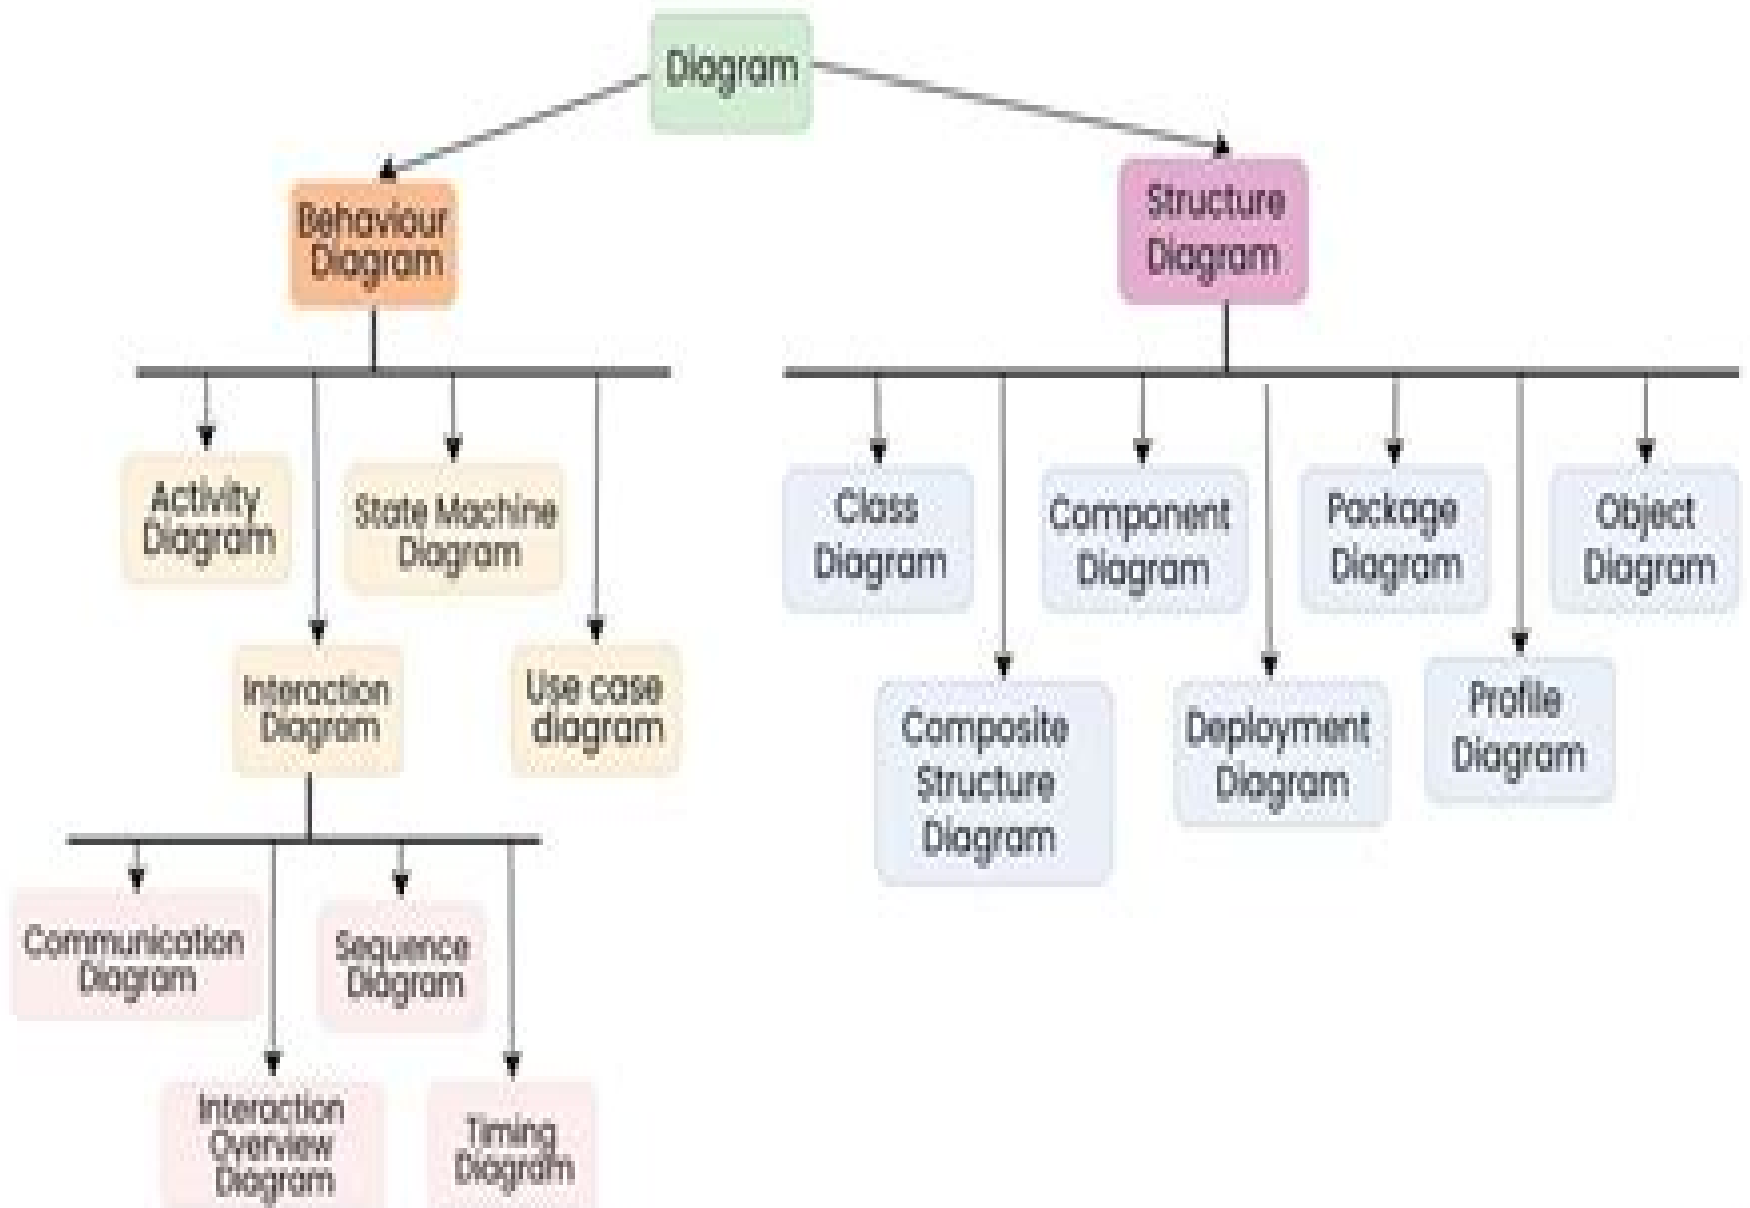 Diagram
Behaviour
Diagram
Structure
Diagram
Activity
Diagram
State Machine
Diagram
Interaction
Diagram
Use case
diagram
Class
Diagram
Component
Diagram
Package
Diagram
Object
Diagram
Composite
Structure
Diagram
Deployment
Diagram
Profile
Diagram
Communication
Diagram
Sequence
Diagram
Interaction
Overview
Diagram
Timing
Diagram